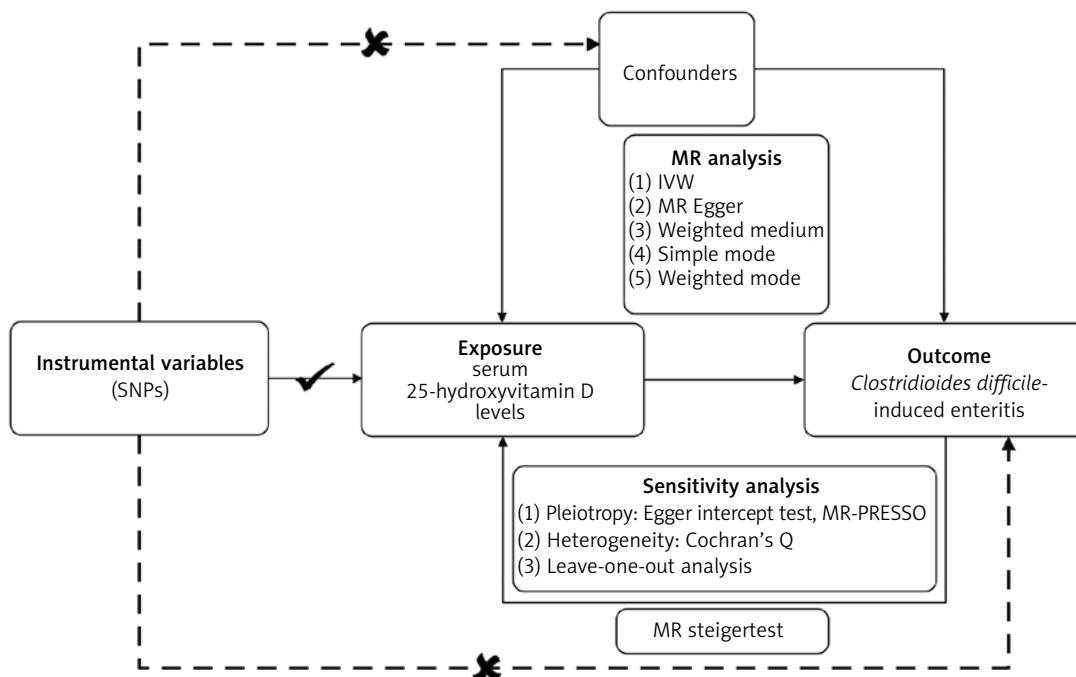 Confounders
MR analysis
(1) IVW
(2) MR Egger
(3) Weighted medium
(4) Simple mode
(5) Weighted mode
Instrumental variables
(SNPs)
Exposure
serum
25-hydroxyvitamin D
levels
Outcome
Clostridioides difficile-
induced enteritis
Sensitivity analysis
(1) Pleiotropy: Egger intercept test, MR-PRESSO
(2) Heterogeneity: Cochran’s Q
(3) Leave-one-out analysis
MR steigertest